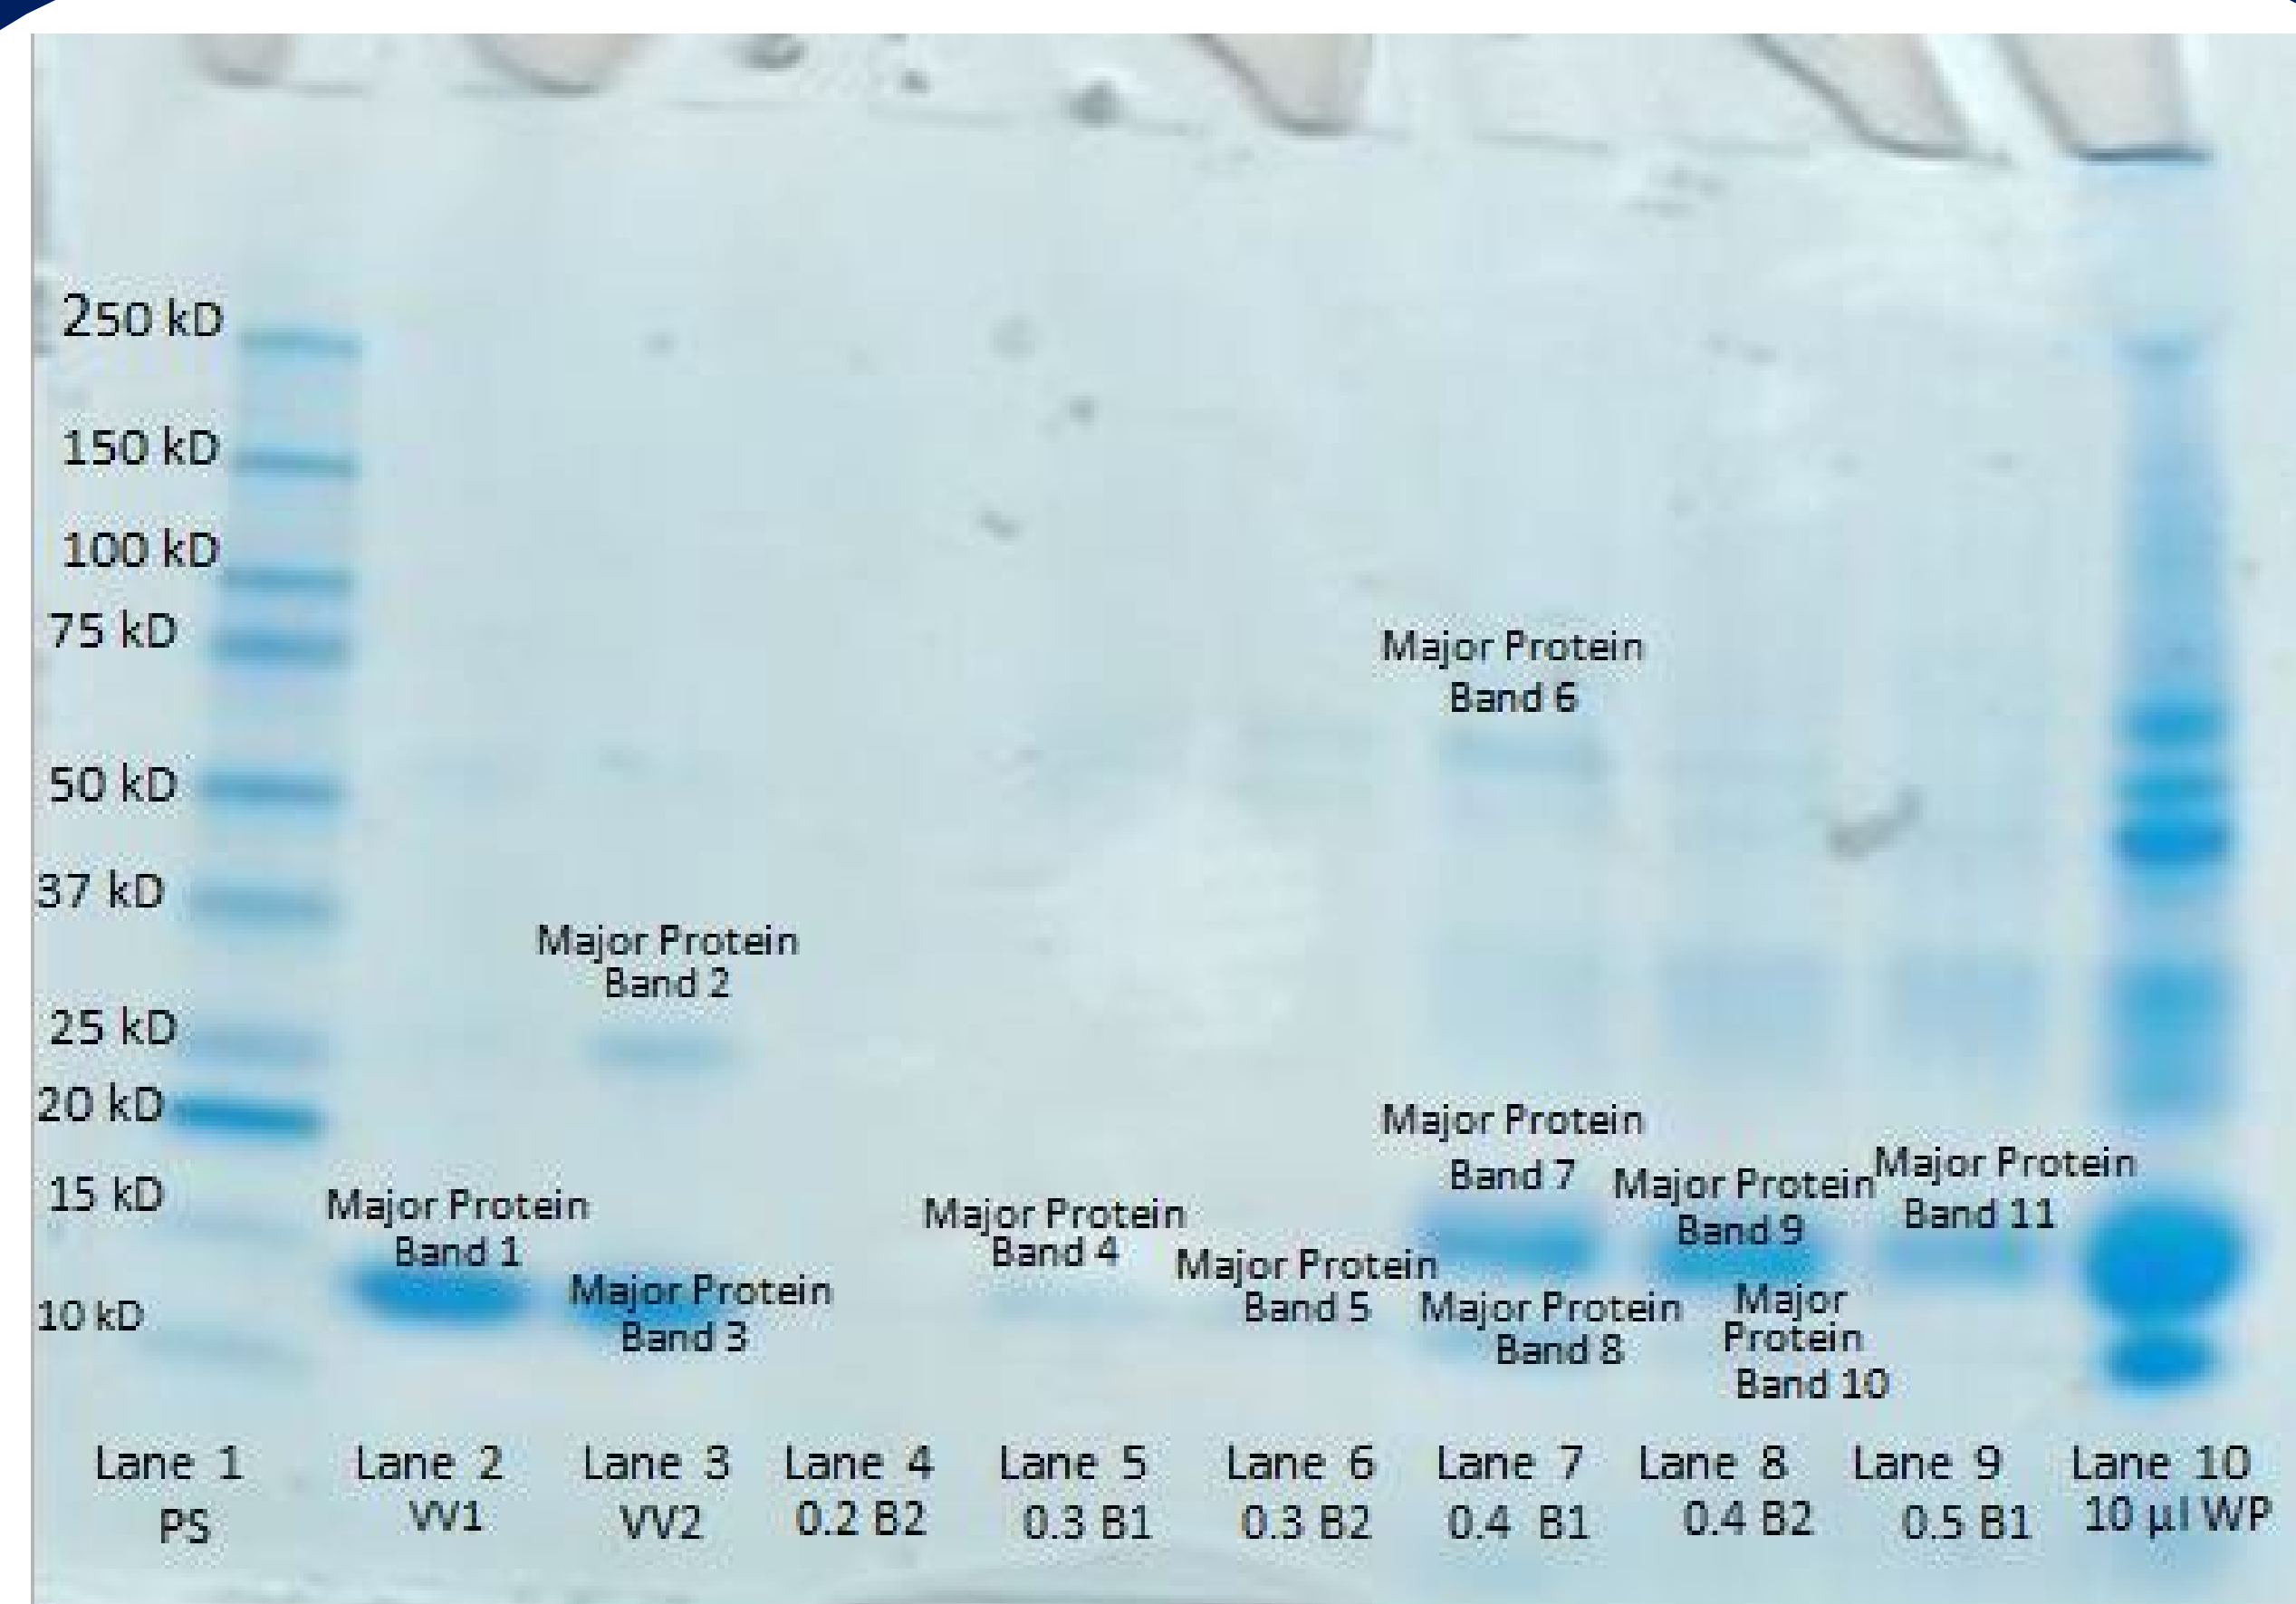 250 kD
150 kD
100 kD
75 kD
50 kD
37 kD
25 kD
20 kD
15 kD
10 kD
Major Protein
Band 1
Major Protein
Band 2
Major Protein
Band 3
Major Protein
Band 4
Major Protein
Band 5
Major Protein
Band 6
Major Protein
Band 7
Major Protein
Band 8
Major Protein
Band 9
Major
Protein
Band 10
Major Protein
Band 11
Lane 1
PS
Lane 2
VV1
Lane 3
VV2
Lane 4
0.2 B2
Lane 5
0.3 B1
Lane 6
0.3 B2
Lane 7
0.4 B1
Lane 8
0.4 B2
Lane 9
0.5 B1
Lane 10
10 µl WP